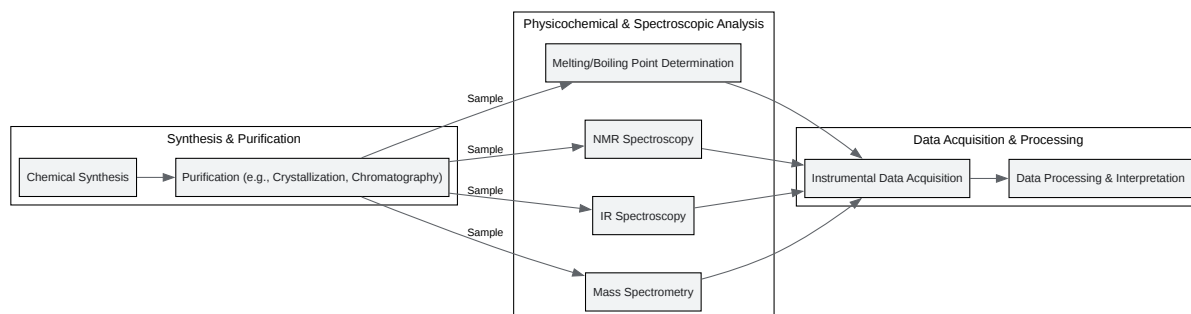 Physicochemical & Spectroscopic Analysis
Melting/Boiling Point Determination
Sample
Synthesis & Purification
Chemical Synthesis
Purification (e.g., Crystallization, Chromatography)
Sample
NMR Spectroscopy
Sample
IR Spectroscopy
Sample
Mass Spectrometry
Data Acquisition & Processing
Instrumental Data Acquisition
Data Processing & Interpretation